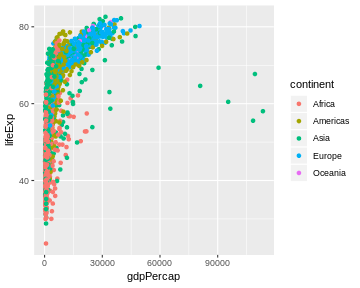 80
60
40
lifeExp
0
30000
60000
90000
gdpPercap
continent
Africa
Americas
Asia
Europe
Oceania